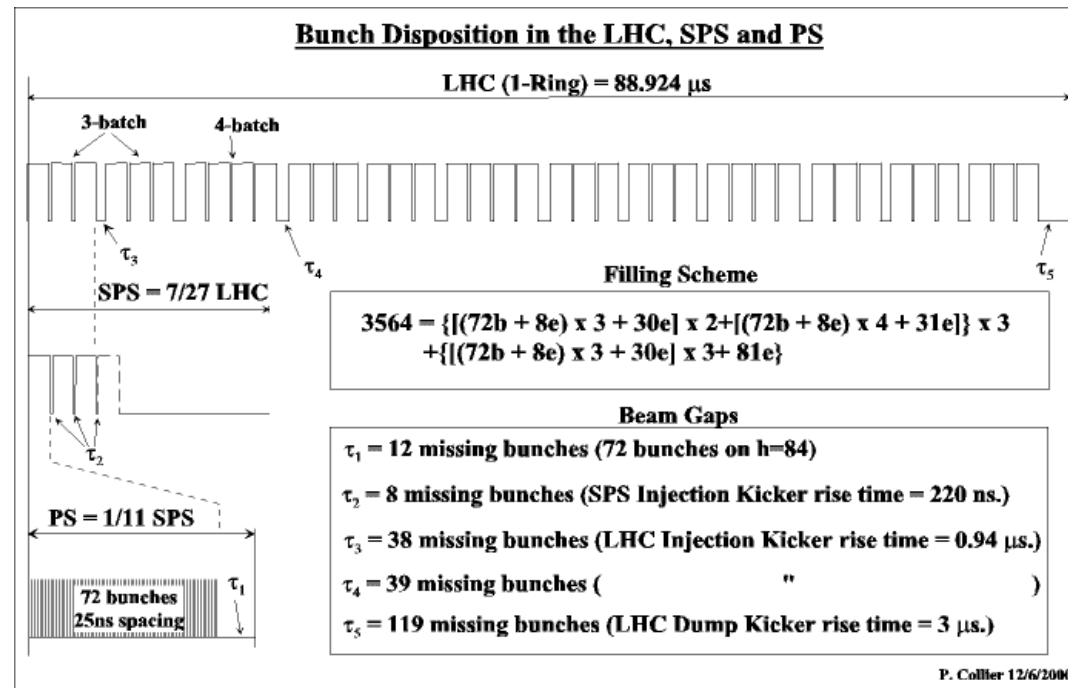 Bunch Disposition in the LHC, SPS and PS
LHC (1-Ring) = 88.924 μs
3-batch
4-batch
τ3
τ4
τ5
SPS = 7/27 LHC
Filling Scheme
3564 = {[(72b + 8e) x 3 + 30e] x 2+[(72b + 8e) x 4 + 31e]} x 3
+{[(72b + 8e) x 3 + 30e] x 3+ 81e}
τ2
Beam Gaps
τ1 = 12 missing bunches (72 bunches on h=84)
τ2 = 8 missing bunches (SPS Injection Kicker rise time = 220 ns.)
τ3 = 38 missing bunches (LHC Injection Kicker rise time = 0.94 μs.)
τ4 = 39 missing bunches ( " )
τ5 = 119 missing bunches (LHC Dump Kicker rise time = 3 μs.)
PS = 1/11 SPS
τ1
72 bunches
25ns spacing
P. Collier 12/6/2000